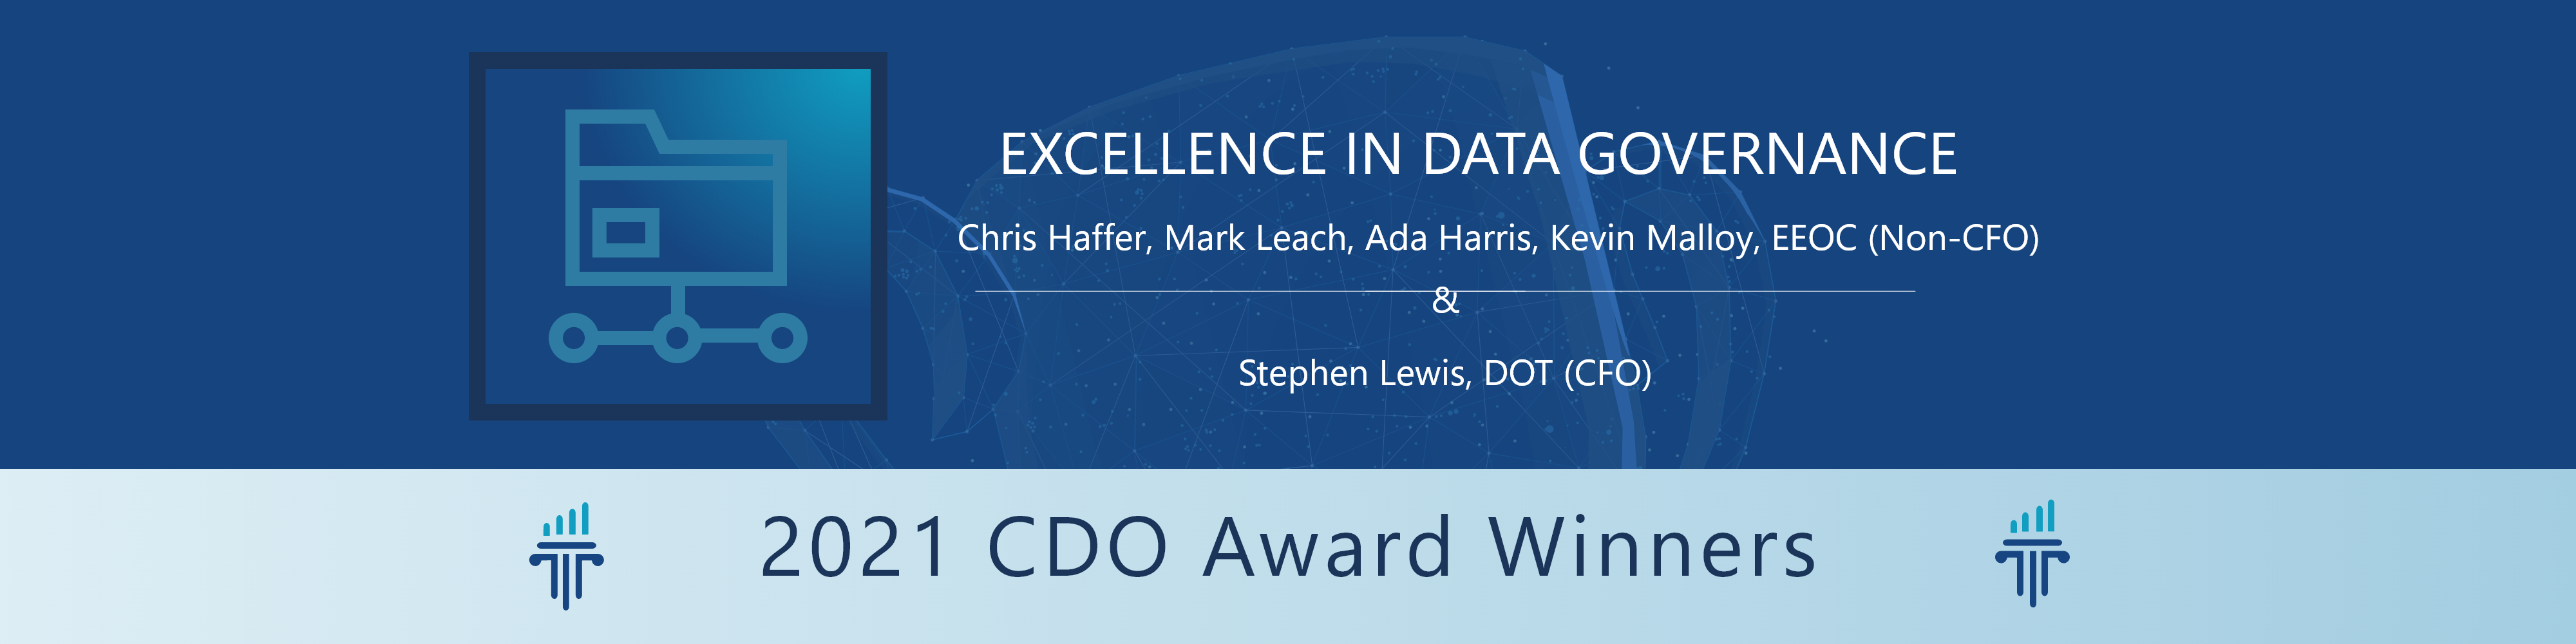 EXCELLENCE IN DATA GOVERNANCE
Chris Haffer, Mark Leach, Ada Harris, Kevin Malloy, EEOC (Non-CFO)
&
Stephen Lewis, DOT (CFO)
2021 CDO Award Winners